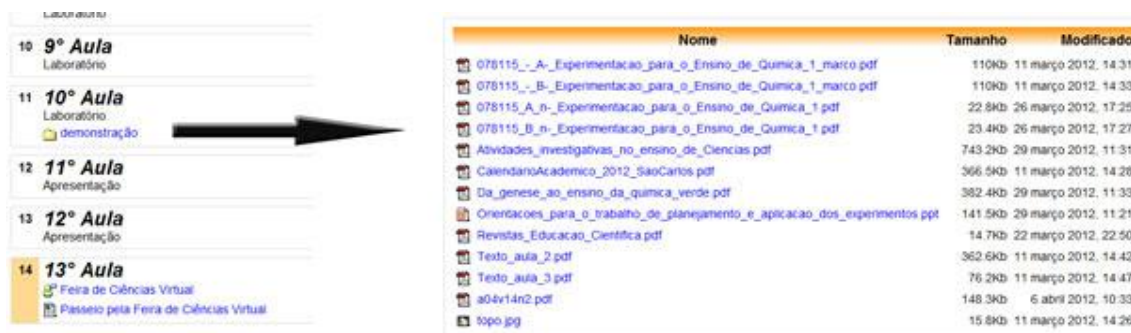 Laboratório
10 9° Aula
Laboratório
11 10° Aula
Laboratório
demonstração
12 11° Aula
Apresentação
13 12° Aula
Apresentação
14 13° Aula
Feira de Ciências Virtual
Passeio pela Feira de Ciências Virtual
Nome Tamanho Modificado
078115_-_A-_Experimentacao_para_o_Ensino_de_Quimica_1_marco.pdf 110Kb 11 março 2012, 14:31
078115_-_B-_Experimentacao_para_o_Ensino_de_Quimica_1_marco.pdf 110Kb 11 março 2012, 14:33
078115_A_n-_Experimentacao_para_o_Ensino_de_Quimica_1.pdf 22.8Kb 26 março 2012, 17:25
078115_B_n-_Experimentacao_para_o_Ensino_de_Quimica_1.pdf 23.4Kb 26 março 2012, 17:27
Atividades_investigativas_no_ensino_de_Ciencias.pdf 743.2Kb 29 março 2012, 11:31
CalendarioAcademico_2012_SaoCarlos.pdf 366.5Kb 11 março 2012, 14:28
Da_genese_ao_ensino_da_quimica_verde.pdf 382.4Kb 29 março 2012, 11:33
Orientacoes_para_o_trabalho_de_planejamento_e_aplicacao_dos_experimentos.ppt 141.5Kb 29 março 2012, 11:21
Revistas_Educacao_Cientifica.pdf 14.7Kb 22 março 2012, 22:50
Texto_aula_2.pdf 362.6Kb 11 março 2012, 14:42
Texto_aula_3.pdf 76.2Kb 11 março 2012, 14:47
a04v14n2.pdf 148.3Kb 6 abril 2012, 10:33
topo.jpg 15.8Kb 11 março 2012, 14:26